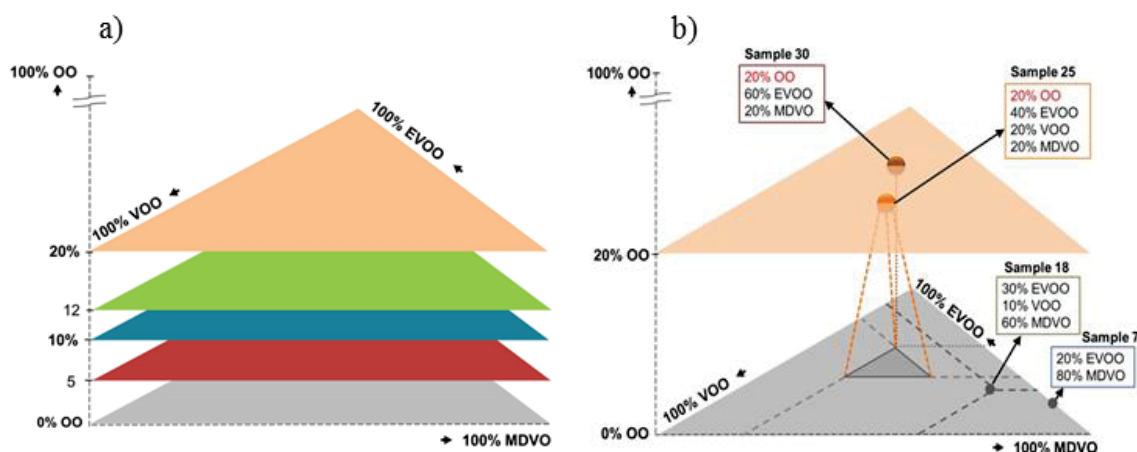 a)
100% OO
100% EVOO
100% VOO
20%
12
10%
5
0% OO
100% MDVO
b)
Sample 30
20% OO
60% EVOO
20% MDVO
Sample 25
20% OO
40% EVOO
20% VOO
20% MDVO
100% OO
20% OO
Sample 18
30% EVOO
10% VOO
60% MDVO
100% EVOO
Sample 7
20% EVOO
80% MDVO
100% VOO
0% OO
100% MDVO